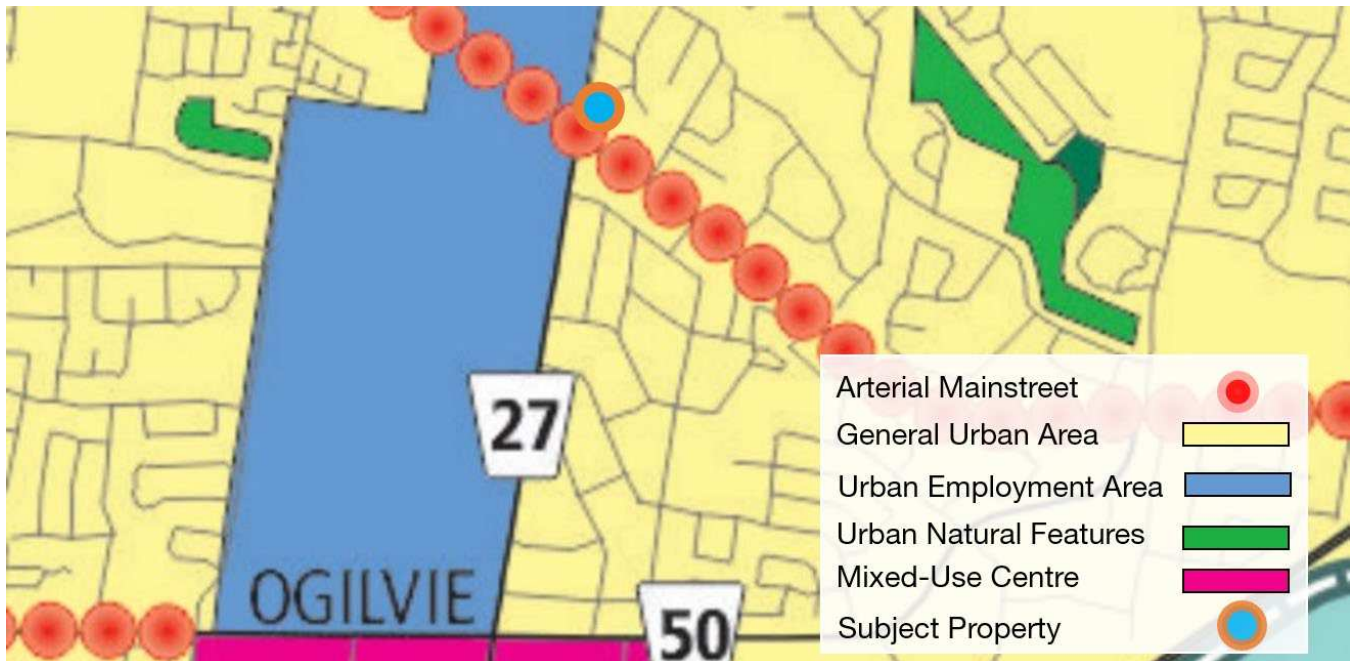 27
OGILVIE
50
Arterial Mainstreet
General Urban Area
Urban Employment Area
Urban Natural Features
Mixed-Use Centre
Subject Property